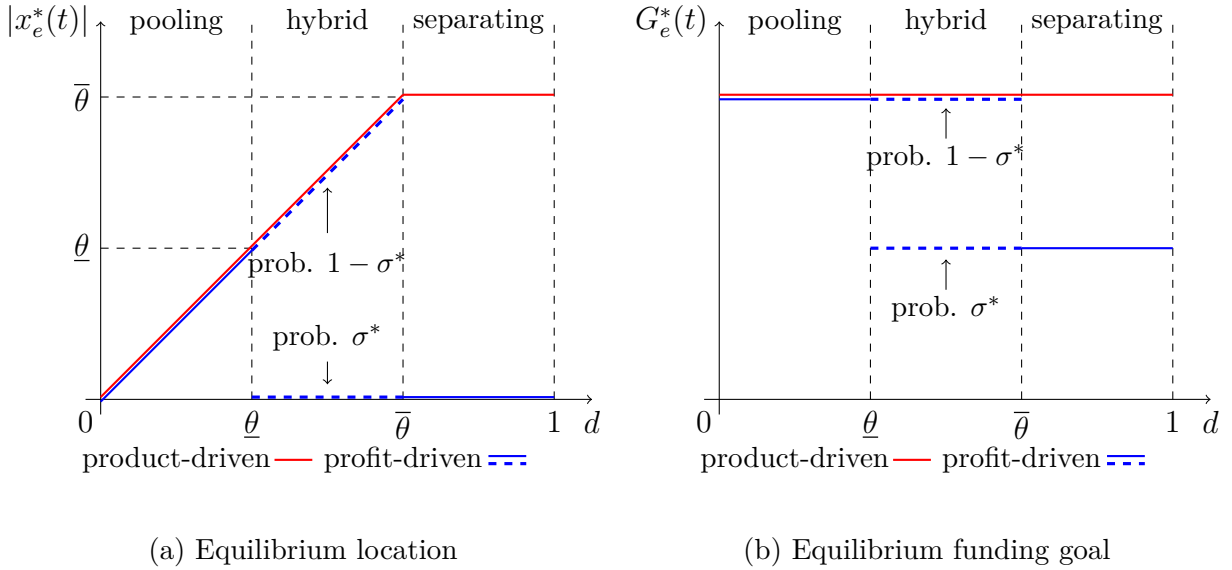 |x*_e(t)| pooling hybrid separating
θ̅
θ̲
prob. 1 − σ*
prob. σ*
0 θ̲ θ̅ 1 d
product-driven profit-driven
(a) Equilibrium location
G*_e(t) pooling hybrid separating
prob. 1 − σ*
prob. σ*
0 θ̲ θ̅ 1 d
product-driven profit-driven
(b) Equilibrium funding goal